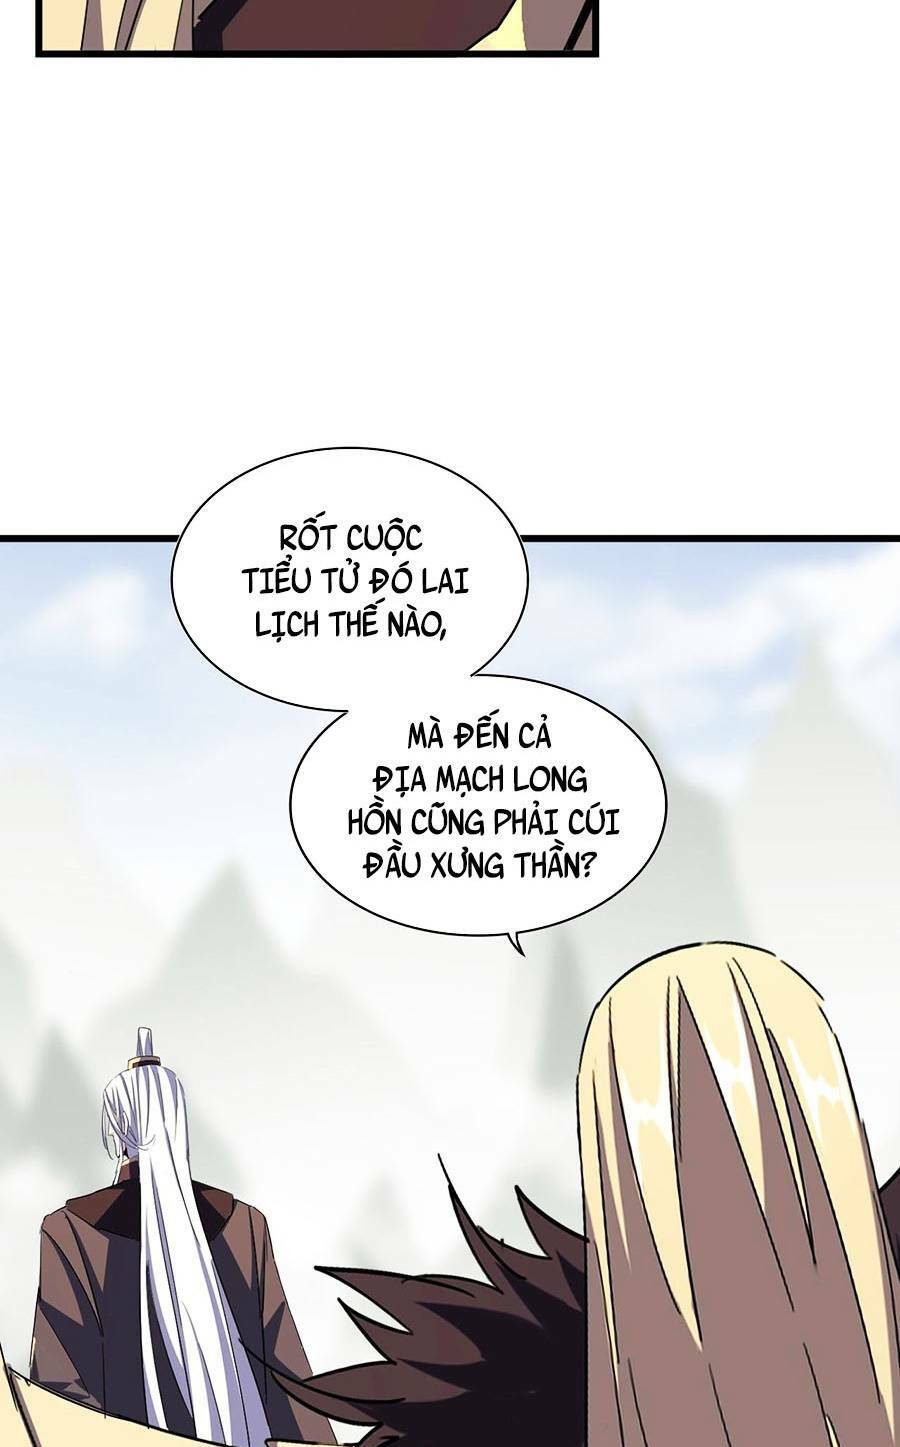 RỐT CUỘC
TIỂU TỬ ĐÓ LAI
LỊCH THẾ NÀO,
MÀ ĐẾN CẢ
ĐỊA MẠCH LONG
HỒN CŨNG PHẢI CÚI
ĐẦU XƯNG THẦN?